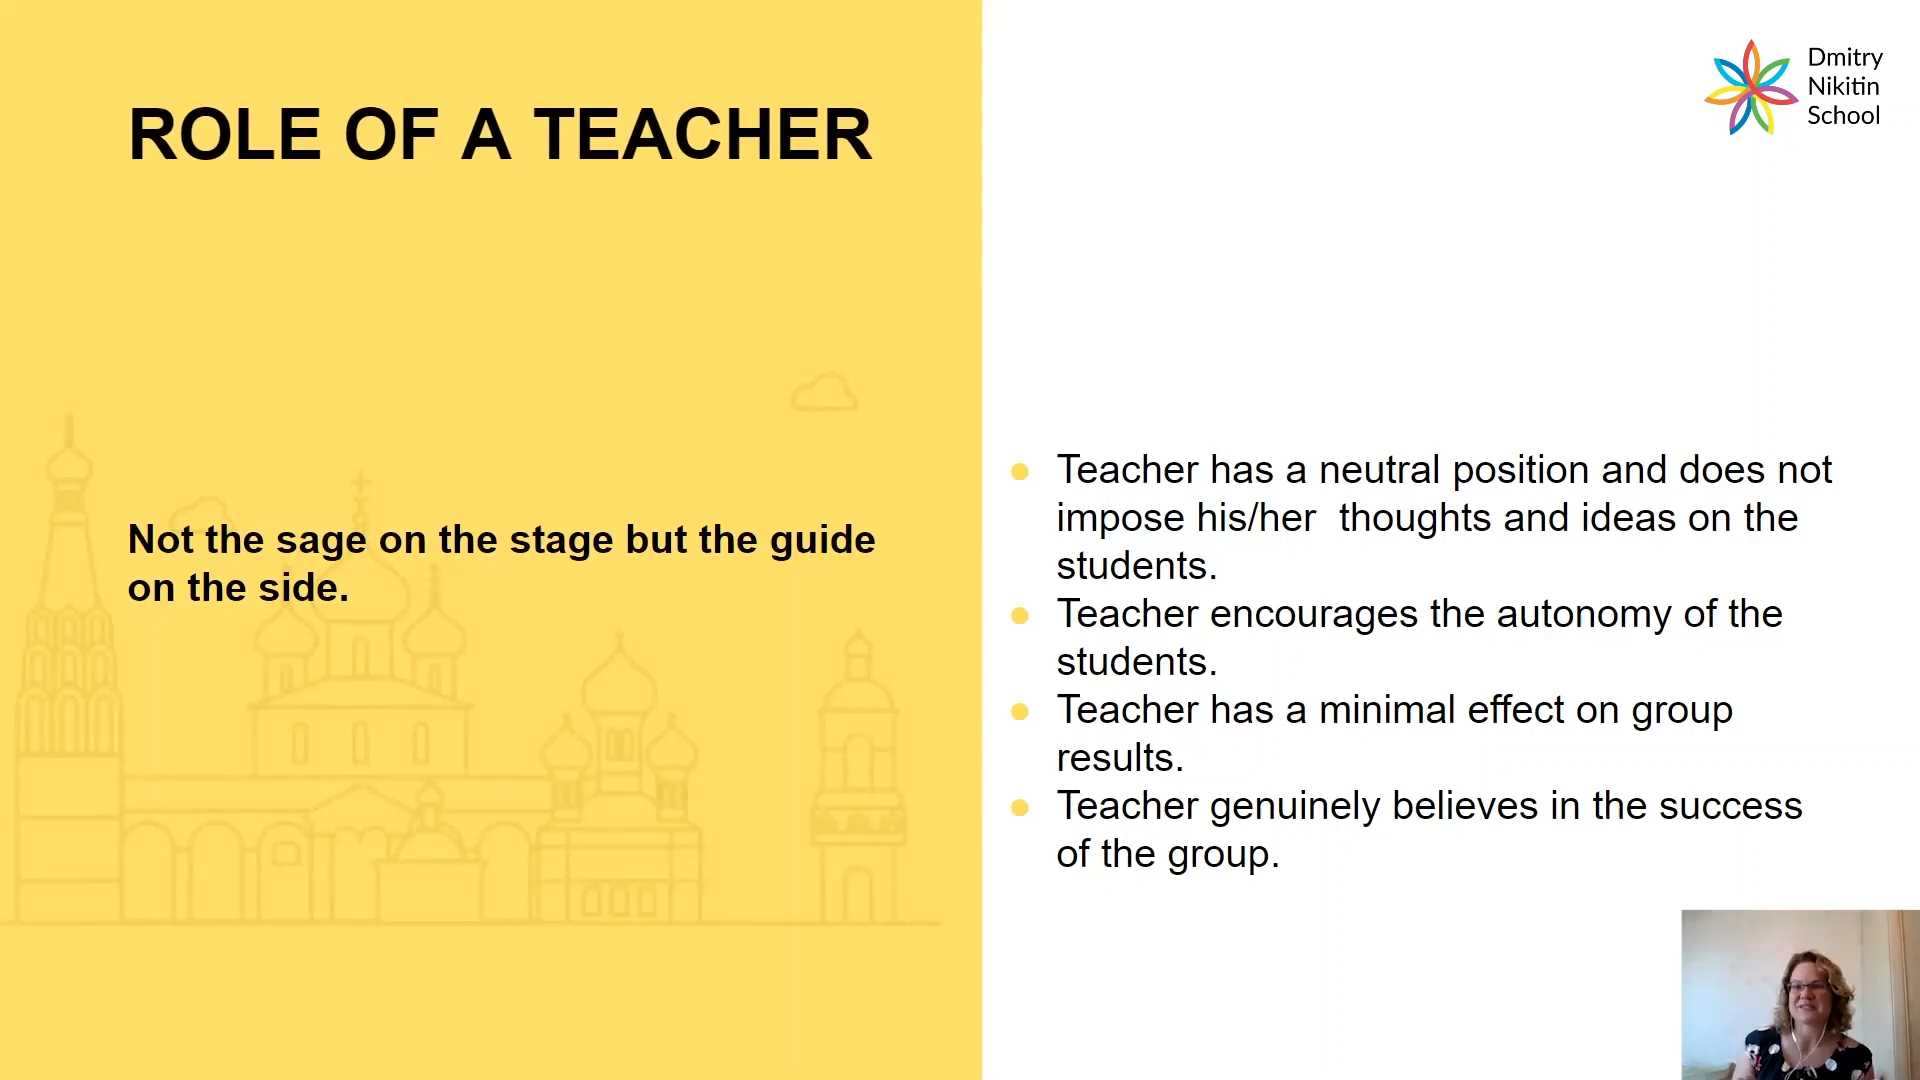 ROLE OF A TEACHER
Not the sage on the stage but the guide
on the side.
Dmitry
Nikitin
School
Teacher has a neutral position and does not
impose his/her  thoughts and ideas on the
students.
Teacher encourages the autonomy of the
students.
Teacher has a minimal effect on group
results.
Teacher genuinely believes in the success
of the group.